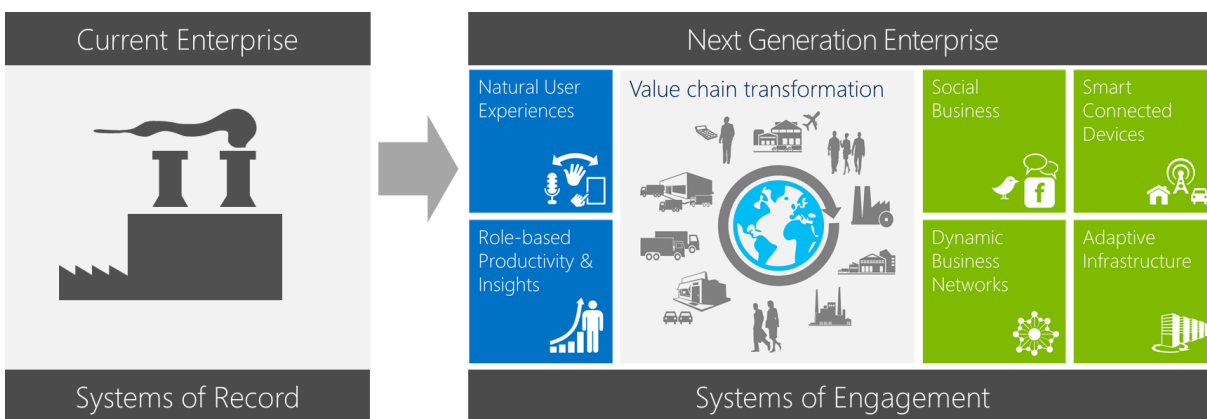 Current Enterprise
Systems of Record
Next Generation Enterprise
Natural User
Experiences
Role-based
Productivity &
Insights
Value chain transformation
Social
Business
Smart
Connected
Devices
Dynamic
Business
Networks
Adaptive
Infrastructure
Systems of Engagement